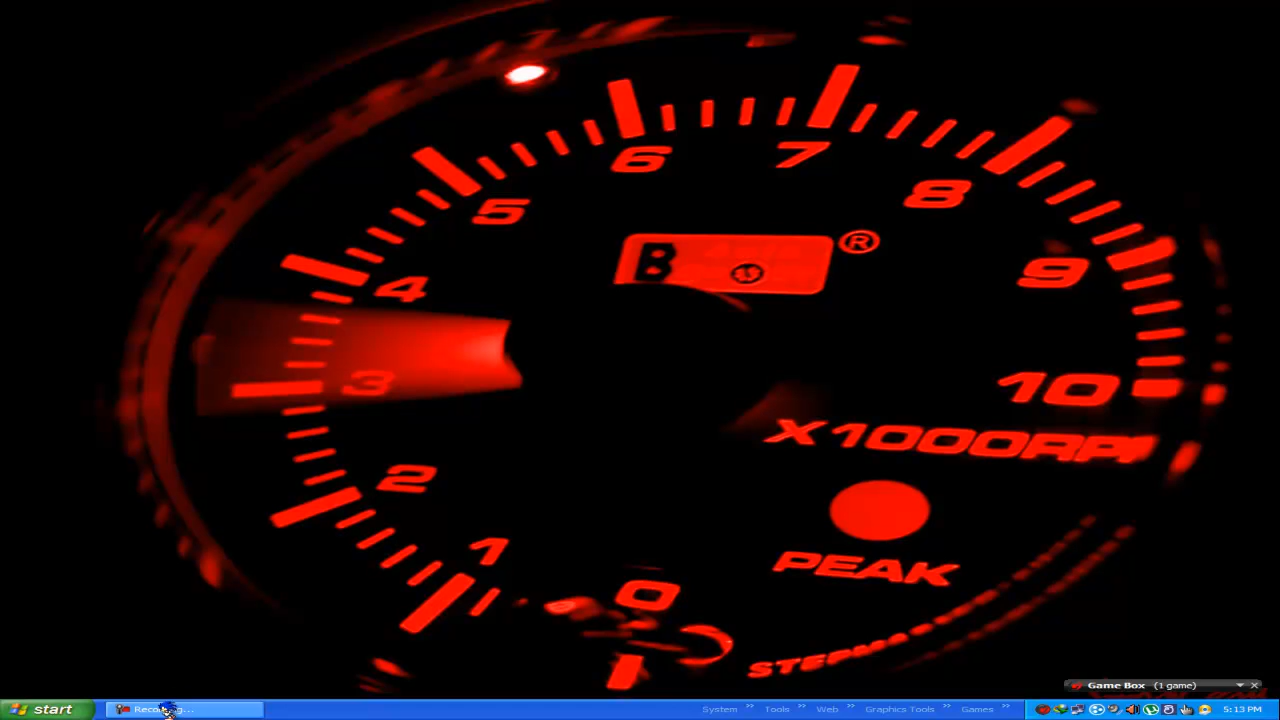 6
7
5
8
B
®
4
9
3
10
X1000RPM
2
1
PEAK
0
Game Box (1 game)
start
System
Tools
Web
Graphics Tools
Games
5:13 PM